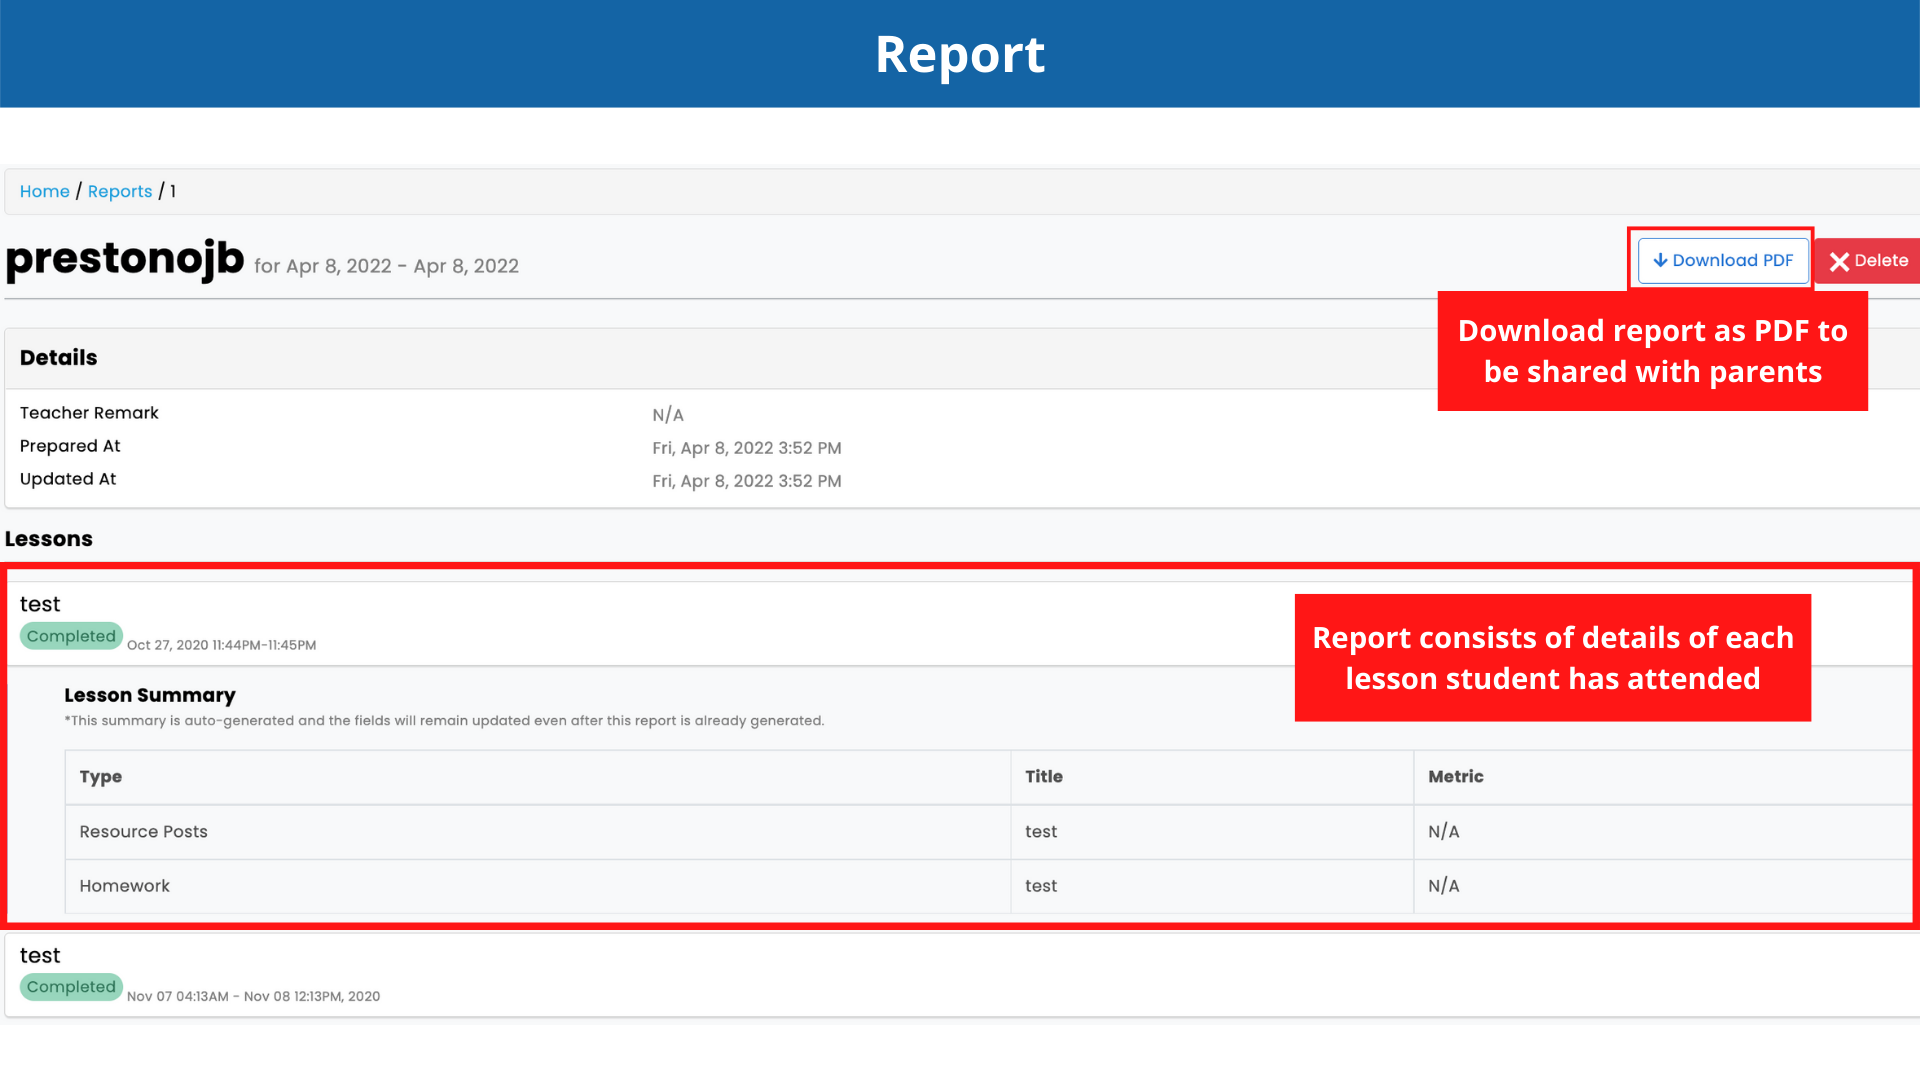 Report
Home / Reports / 1
prestonojb for Apr 8, 2022 - Apr 8, 2022
Download PDF
Delete
Download report as PDF to
be shared with parents
Details
Teacher Remark N/A
Prepared At Fri, Apr 8, 2022 3:52 PM
Updated At Fri, Apr 8, 2022 3:52 PM
Lessons
test
Completed Oct 27, 2020 11:44PM-11:45PM
Report consists of details of each
lesson student has attended
Lesson Summary
*This summary is auto-generated and the fields will remain updated even after this report is already generated.
Type Title Metric
Resource Posts test N/A
Homework test N/A
test
Completed Nov 07 04:13AM - Nov 08 12:13PM, 2020